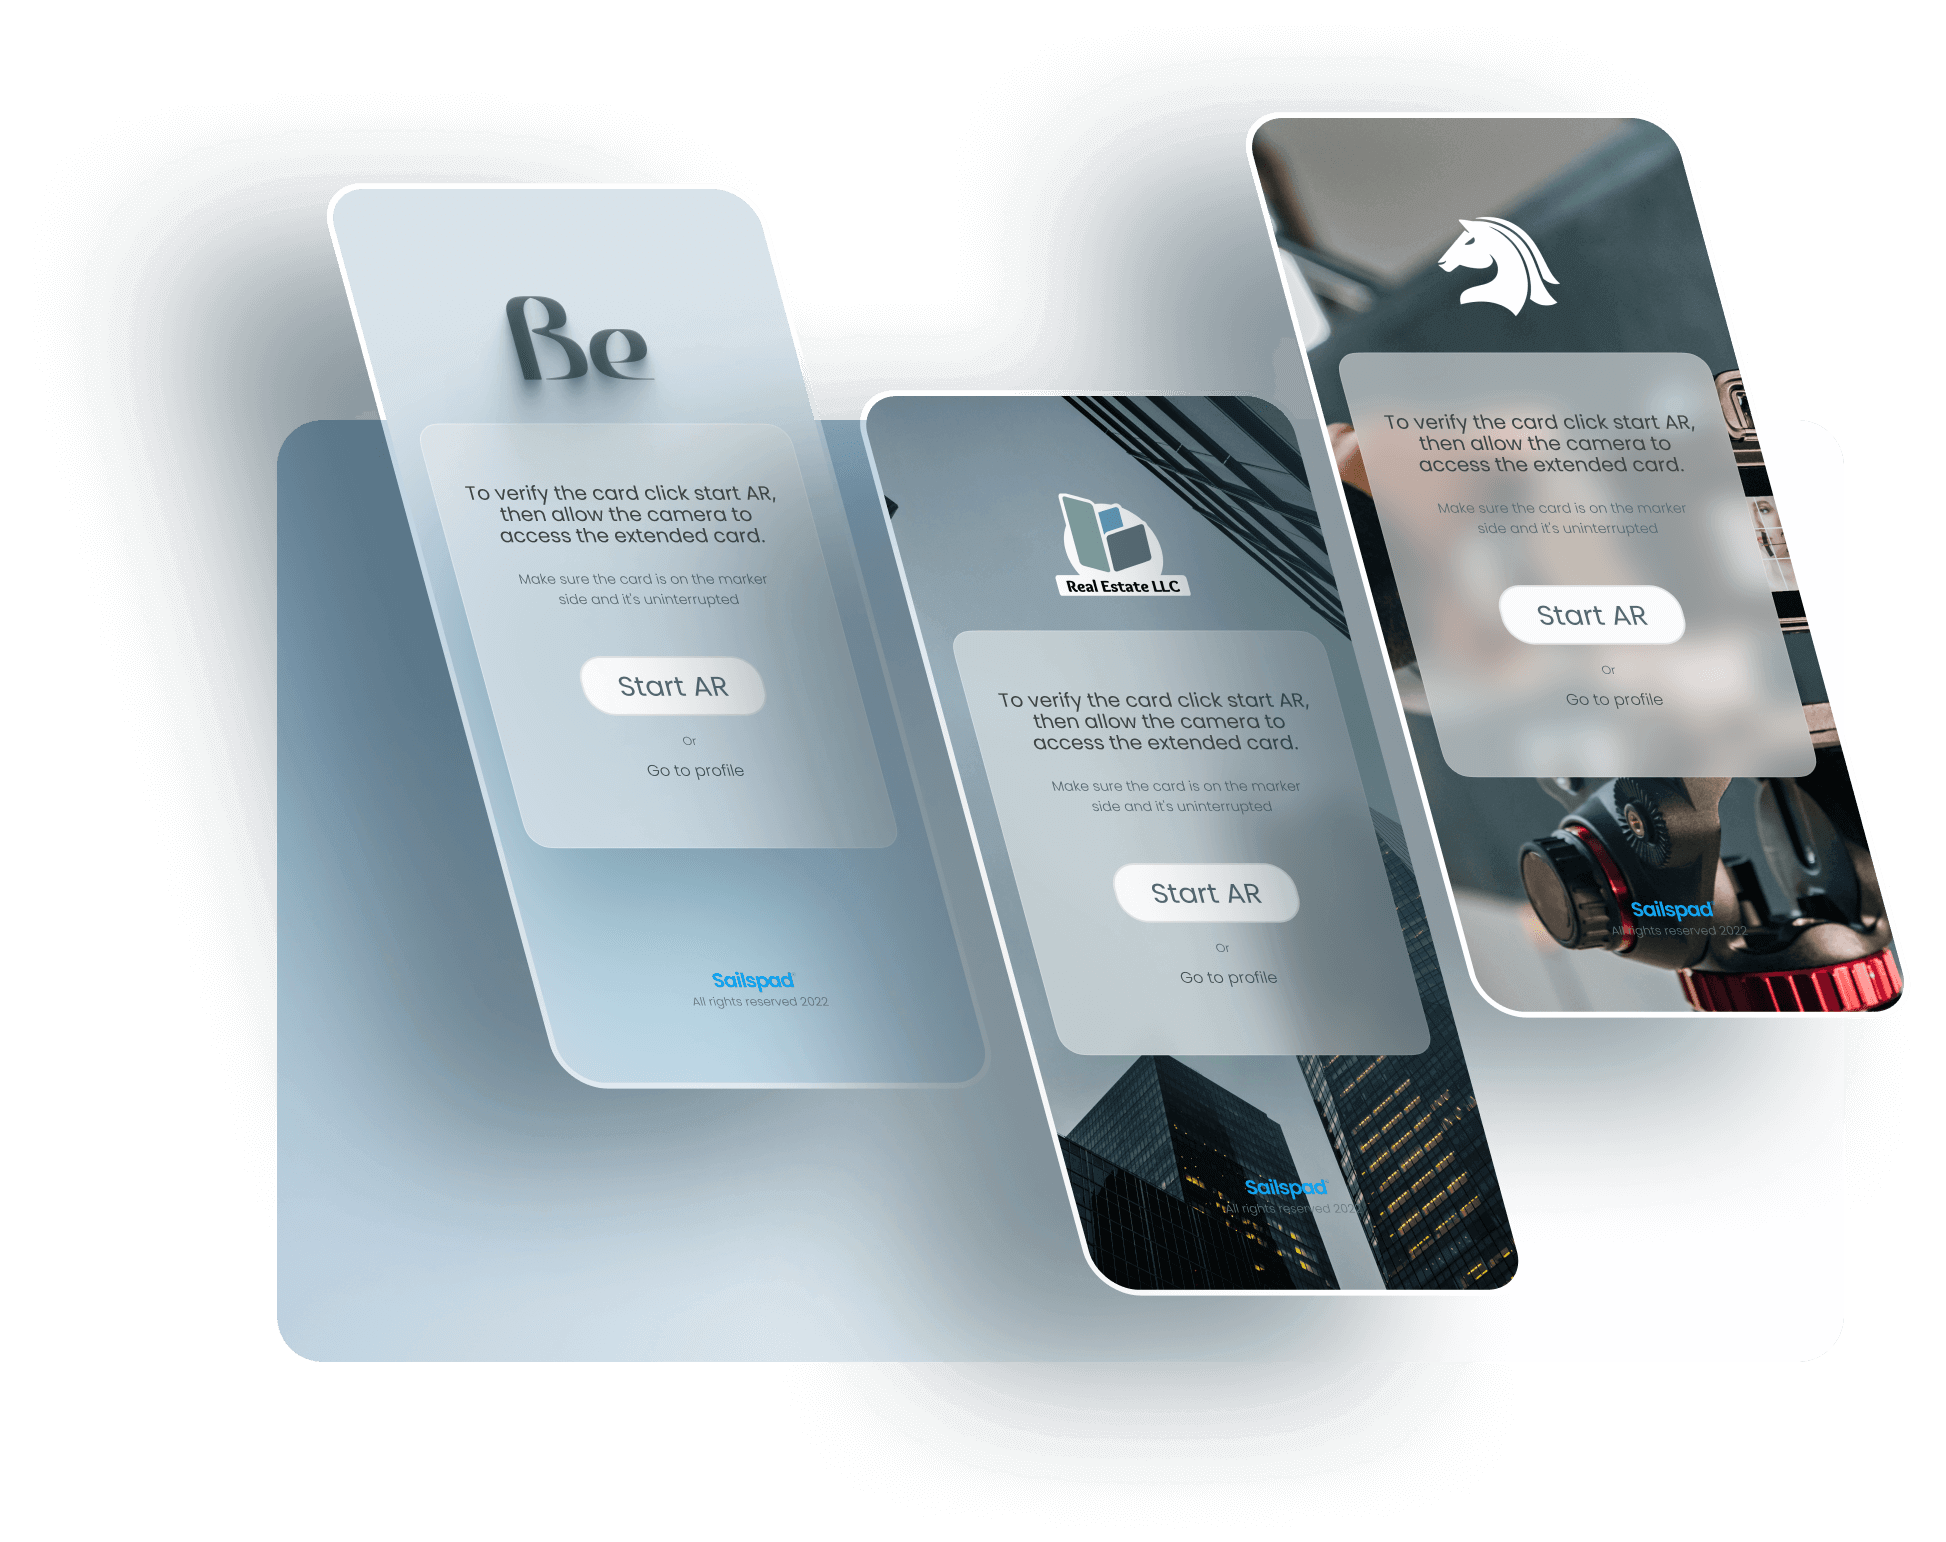 Be
To verify the card click start AR,
then allow the camera to
access the extended card.
Make sure the card is on the marker
side and it's uninterrupted
Start AR
Or
Go to profile
Sailspad
All rights reserved 2022
Real Estate LLC
To verify the card click start AR,
then allow the camera to
access the extended card.
Make sure the card is on the marker
side and it's uninterrupted
Start AR
Or
Go to profile
Sailspad
All rights reserved 2022
To verify the card click start AR,
then allow the camera to
access the extended card.
Make sure the card is on the marker
side and it's uninterrupted
Start AR
Or
Go to profile
Sailspad
All rights reserved 2022